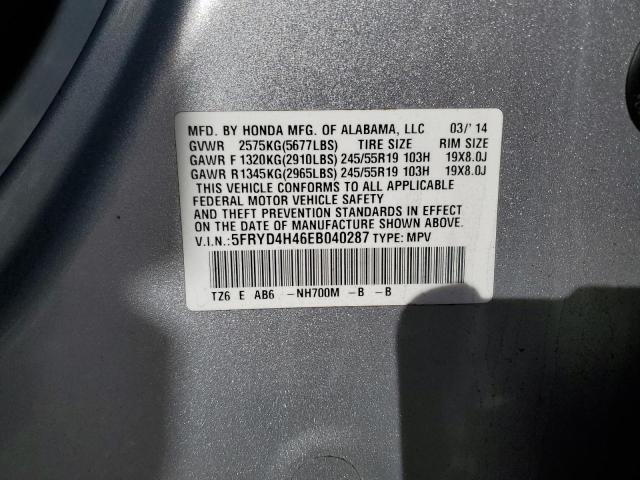 MFD. BY HONDA MFG. OF ALABAMA, LLC 03/'14
GVWR 2575KG(5677LBS) TIRE SIZE RIM SIZE
GAWR F 1320KG(2910LBS) 245/55R19 103H 19X8.0J
GAWR R 1345KG(2965LBS) 245/55R19 103H 19X8.0J
THIS VEHICLE CONFORMS TO ALL APPLICABLE
FEDERAL MOTOR VEHICLE SAFETY
AND THEFT PREVENTION STANDARDS IN EFFECT
ON THE DATE OF MANUFACTURE SHOWN ABOVE.
V.I.N.:5FRYD4H46EB040287 TYPE: MPV
TZ6 E AB6 -NH700M -B -B